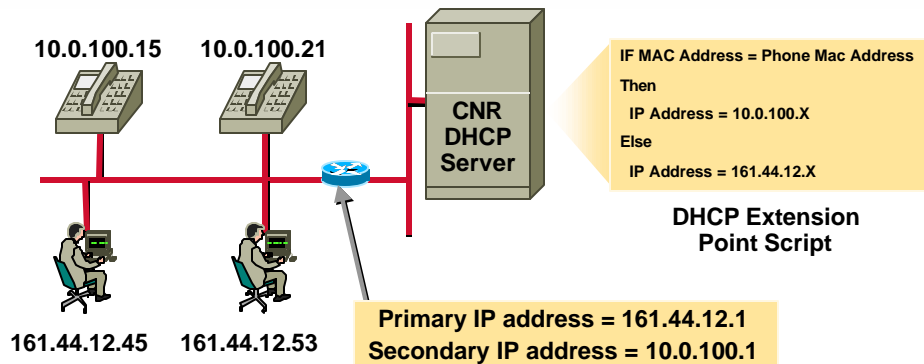 10.0.100.15
10.0.100.21
CNR
DHCP
Server
IF MAC Address = Phone Mac Address
Then
IP Address = 10.0.100.X
Else
IP Address = 161.44.12.X
DHCP Extension
Point Script
161.44.12.45
161.44.12.53
Primary IP address = 161.44.12.1
Secondary IP address = 10.0.100.1